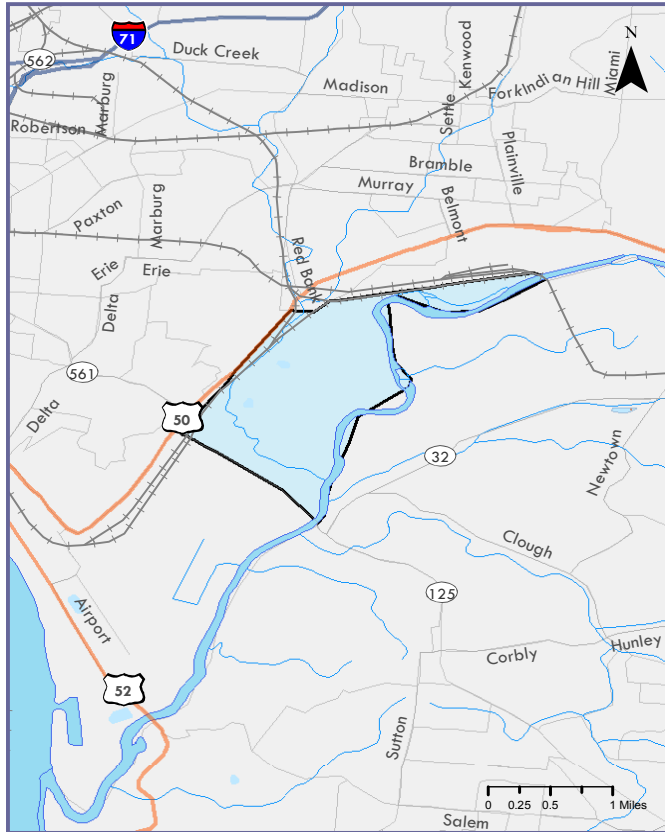 71
562
Duck Creek
N
Kenwood
Miami
Madison
Forkindian Hill
Marburg
Settle
Robertson
Plainville
Bramble
Murray
Belmont
Paxton
Marburg
Red Bank
Erie
Erie
Delta
561
Delta
50
32
Newtown
Clough
125
Airport
Hunley
Corbly
52
Sutton
0 0.25 0.5 1 Miles
Salem